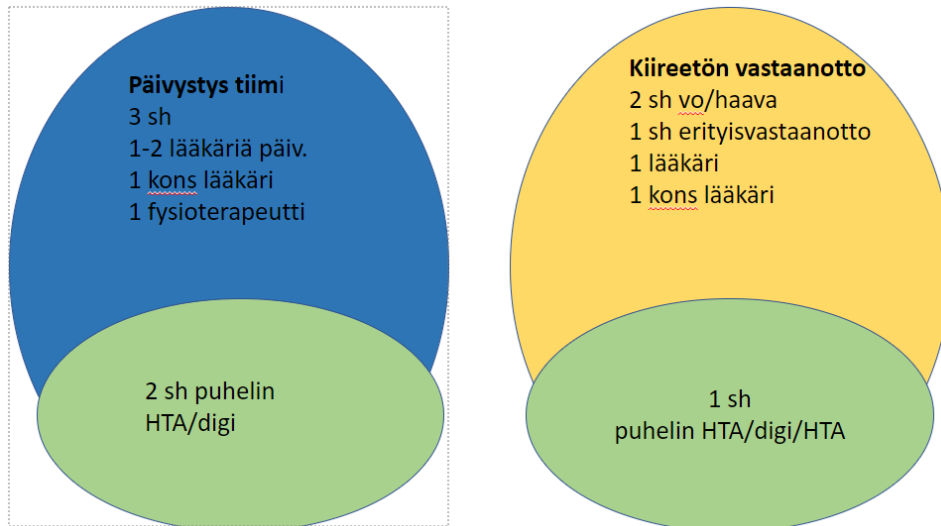 Päivystys tiimi
3 sh
1-2 lääkäriä päiv.
1 kons lääkäri
1 fysioterapeutti
2 sh puhelin
HTA/digi
Kiireetön vastaanotto
2 sh vo/haava
1 sh erityisvastaanotto
1 lääkäri
1 kons lääkäri
1 sh
puhelin HTA/digi/HTA